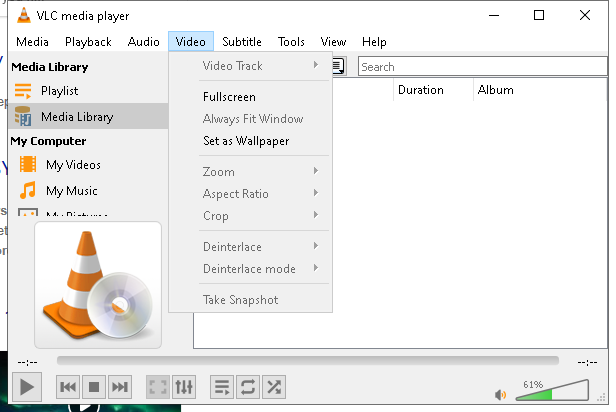 VLC media player
Media Playback Audio Video Subtitle Tools View Help
Media Library
Playlist
Media Library
My Computer
My Videos
My Music
My Pictures
Video Track
Fullscreen
Always Fit Window
Set as Wallpaper
Zoom
Aspect Ratio
Crop
Deinterlace
Deinterlace mode
Take Snapshot
Search
Duration Album
--:-- --:--
61%